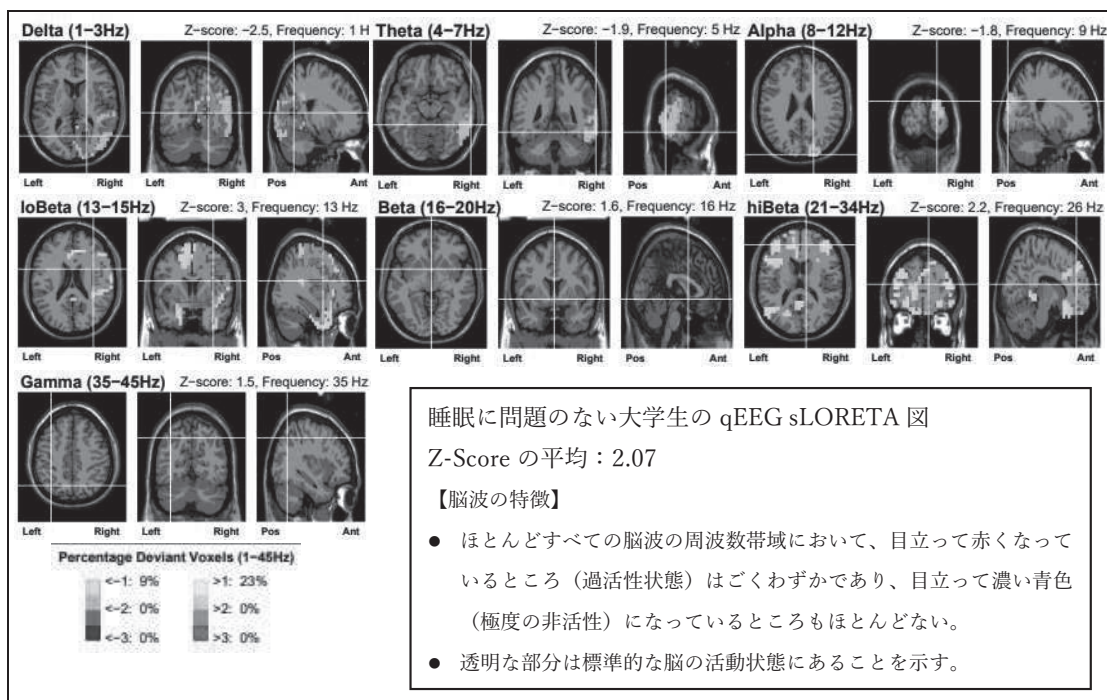 Delta (1−3Hz) Z−score: −2.5, Frequency: 1 H
Left Right Left Right Pos Ant
Theta (4−7Hz) Z−score: −1.9, Frequency: 5 Hz
Left Right Left Right Pos Ant
Alpha (8−12Hz) Z−score: −1.8, Frequency: 9 Hz
Left Right Left Right Pos Ant
loBeta (13−15Hz) Z−score: 3, Frequency: 13 Hz
Left Right Left Right Pos Ant
Beta (16−20Hz) Z−score: 1.6, Frequency: 16 Hz
Left Right Left Right Pos Ant
hiBeta (21−34Hz) Z−score: 2.2, Frequency: 26 Hz
Left Right Left Right Pos Ant
Gamma (35−45Hz) Z−score: 1.5, Frequency: 35 Hz
Left Right Left Right Pos Ant
Percentage Deviant Voxels (1−45Hz)
<−1: 9% >1: 23%
<−2: 0% >2: 0%
<−3: 0% >3: 0%
睡眠に問題のない大学生の qEEG sLORETA 図
Z-Score の平均：2.07
【脳波の特徴】
● ほとんどすべての脳波の周波数帯域において、目立って赤くなって
いるところ（過活性状態）はごくわずかであり、目立って濃い青色
（極度の非活性）になっているところもほとんどない。
● 透明な部分は標準的な脳の活動状態にあることを示す。